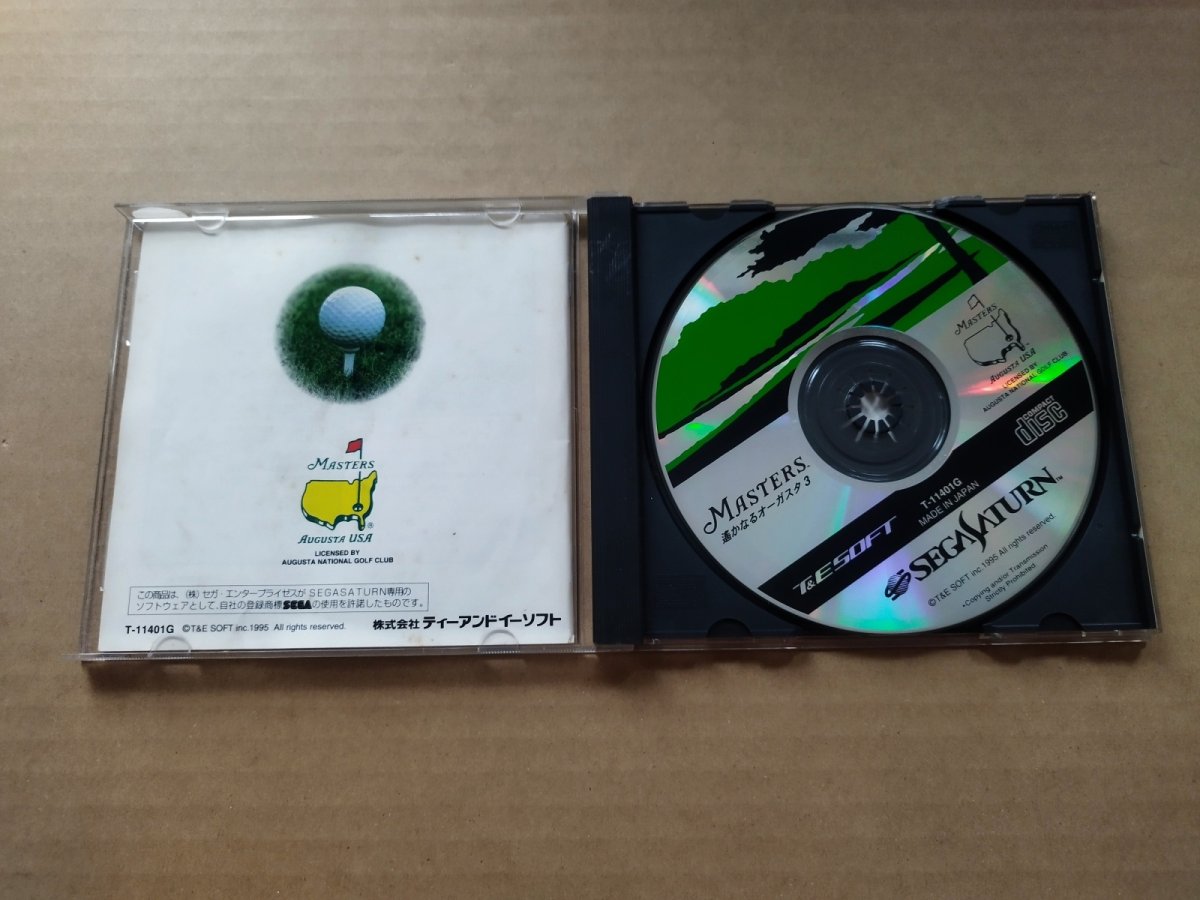 MASTERS
AUGUSTA USA
LICENSED BY
AUGUSTA NATIONAL GOLF CLUB
この商品は、(株)セガ・エンタープライゼスがSEGASATURN専用の
ソフトウェアとして、自社の登録商標SEGAの使用を許諾したものです。
T-11401G ©T&E SOFT inc.1995 All rights reserved. 株式会社 ティーアンドイーソフト
MASTERS
AUGUSTA USA
LICENSED BY
AUGUSTA NATIONAL GOLF CLUB
COMPACT
disc
MASTERS™
遙かなるオーガスタ3
T-11401G
MADE IN JAPAN
T&E SOFT
SEGA SATURN™
©T&E SOFT inc.1995 All rights reserved.
•Copying and/or Transmission
Strictly Prohibited